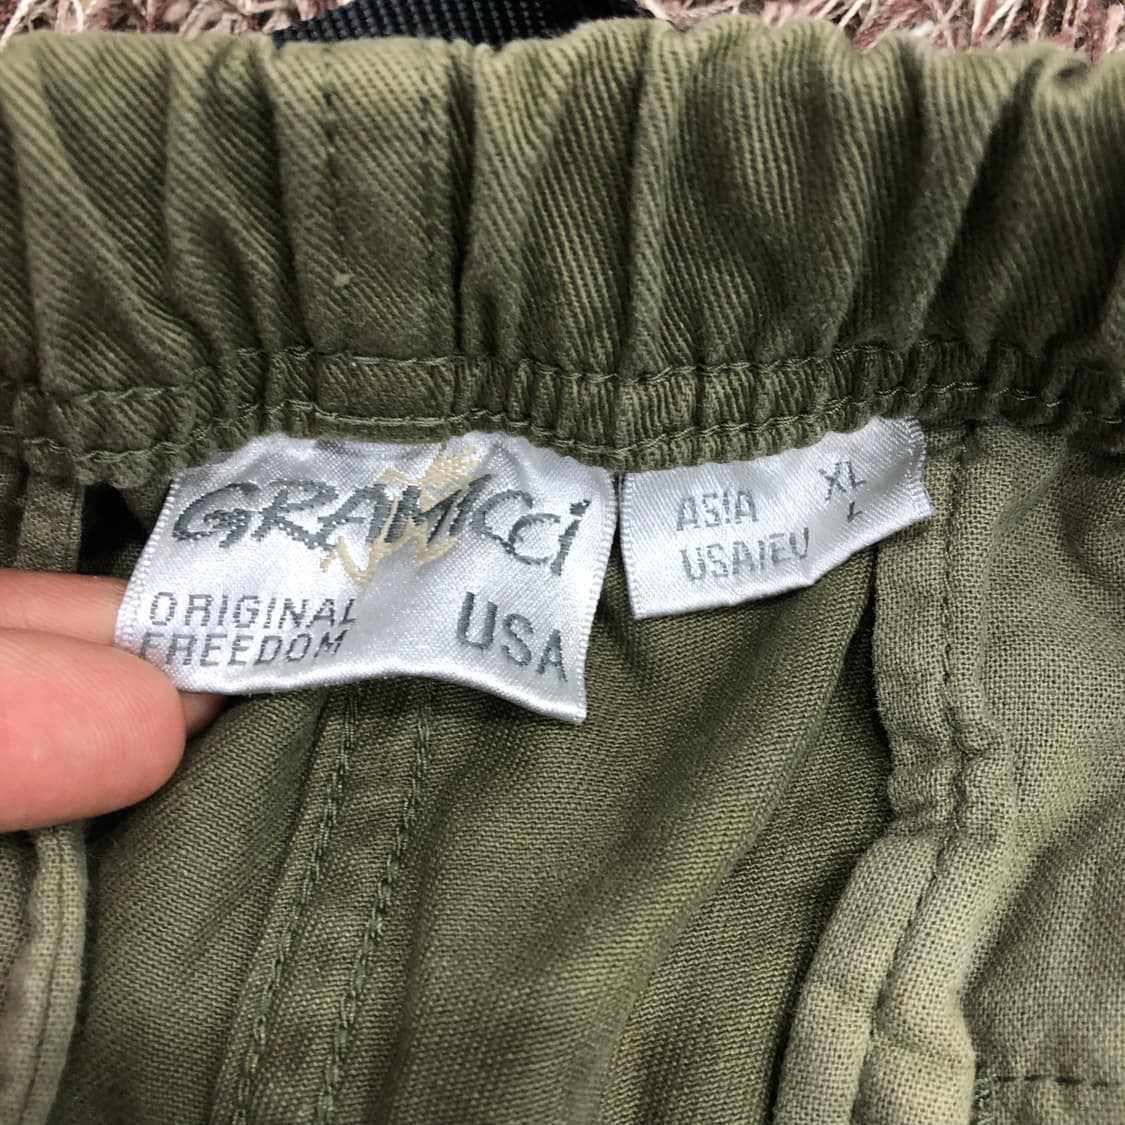 GRAMICCi
ORIGINAL
FREEDOM
USA
ASIA XL
USA/EU L